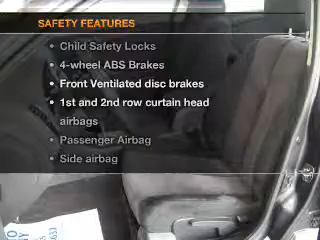 SAFETY FEATURES
• Child Safety Locks
• 4-wheel ABS Brakes
• Front Ventilated disc brakes
• 1st and 2nd row curtain head
airbags
• Passenger Airbag
• Side airbag